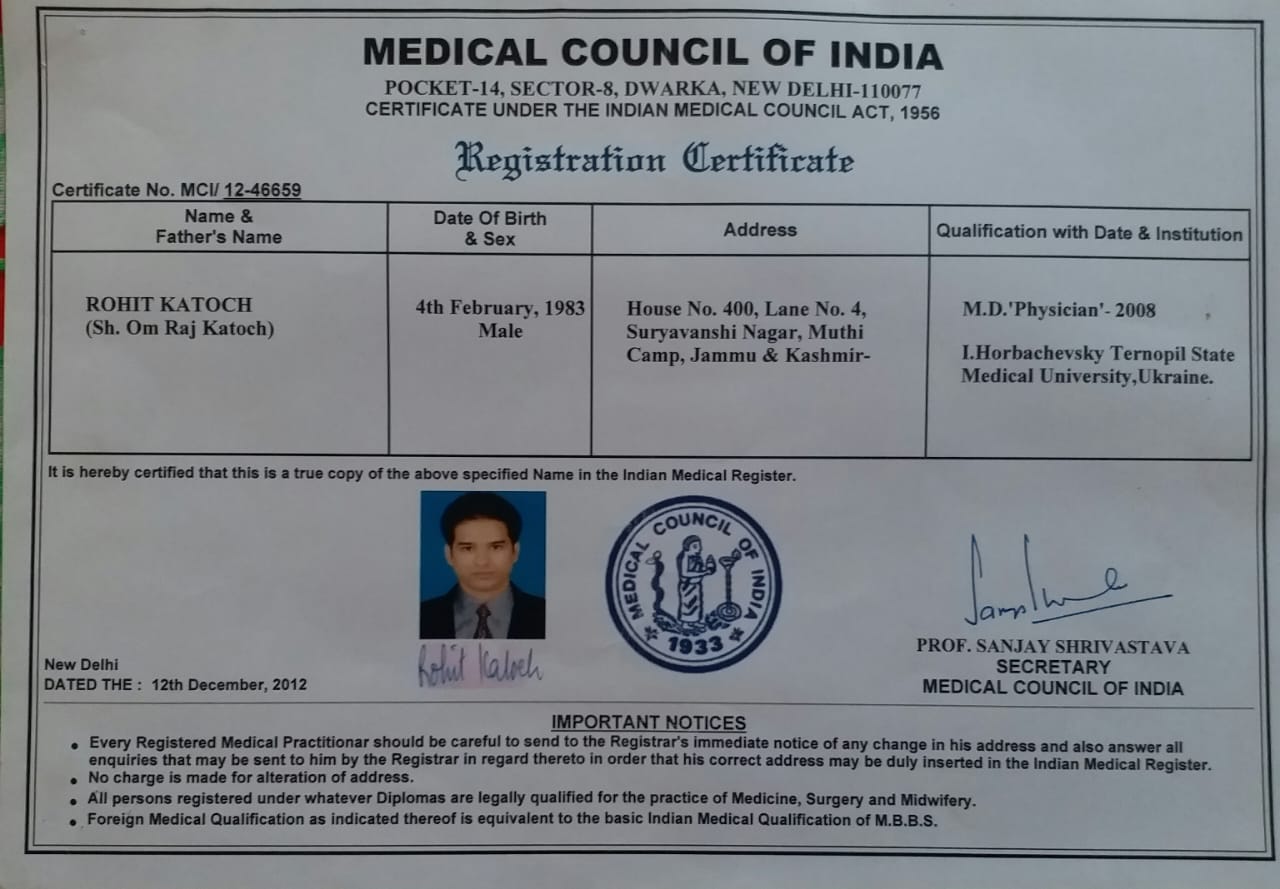 MEDICAL COUNCIL OF INDIA
POCKET-14, SECTOR-8, DWARKA, NEW DELHI-110077
CERTIFICATE UNDER THE INDIAN MEDICAL COUNCIL ACT, 1956
Registration Certificate
Certificate No. MCI/ 12-46659
Name &
Father's Name
Date Of Birth
& Sex
Address
Qualification with Date & Institution
ROHIT KATOCH
(Sh. Om Raj Katoch)
4th February, 1983
Male
House No. 400, Lane No. 4,
Suryavanshi Nagar, Muthi
Camp, Jammu & Kashmir-
M.D.'Physician'- 2008
I.Horbachevsky Ternopil State
Medical University,Ukraine.
It is hereby certified that this is a true copy of the above specified Name in the Indian Medical Register.
MEDICAL COUNCIL OF INDIA
1933
Rohit Katoch
PROF. SANJAY SHRIVASTAVA
SECRETARY
MEDICAL COUNCIL OF INDIA
New Delhi
DATED THE : 12th December, 2012
IMPORTANT NOTICES
• Every Registered Medical Practitionar should be careful to send to the Registrar's immediate notice of any change in his address and also answer all
enquiries that may be sent to him by the Registrar in regard thereto in order that his correct address may be duly inserted in the Indian Medical Register.
• No charge is made for alteration of address.
• All persons registered under whatever Diplomas are legally qualified for the practice of Medicine, Surgery and Midwifery.
• Foreign Medical Qualification as indicated thereof is equivalent to the basic Indian Medical Qualification of M.B.B.S.